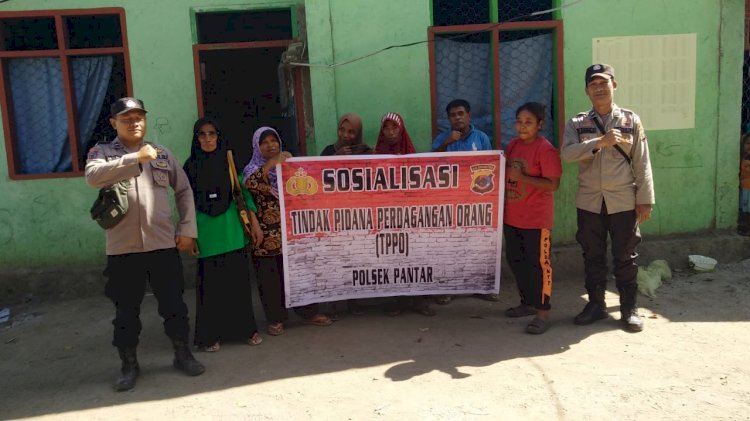 SOSIALISASI
TINDAK PIDANA PERDAGANGAN ORANG
(TPPO)
POLSEK PANTAR